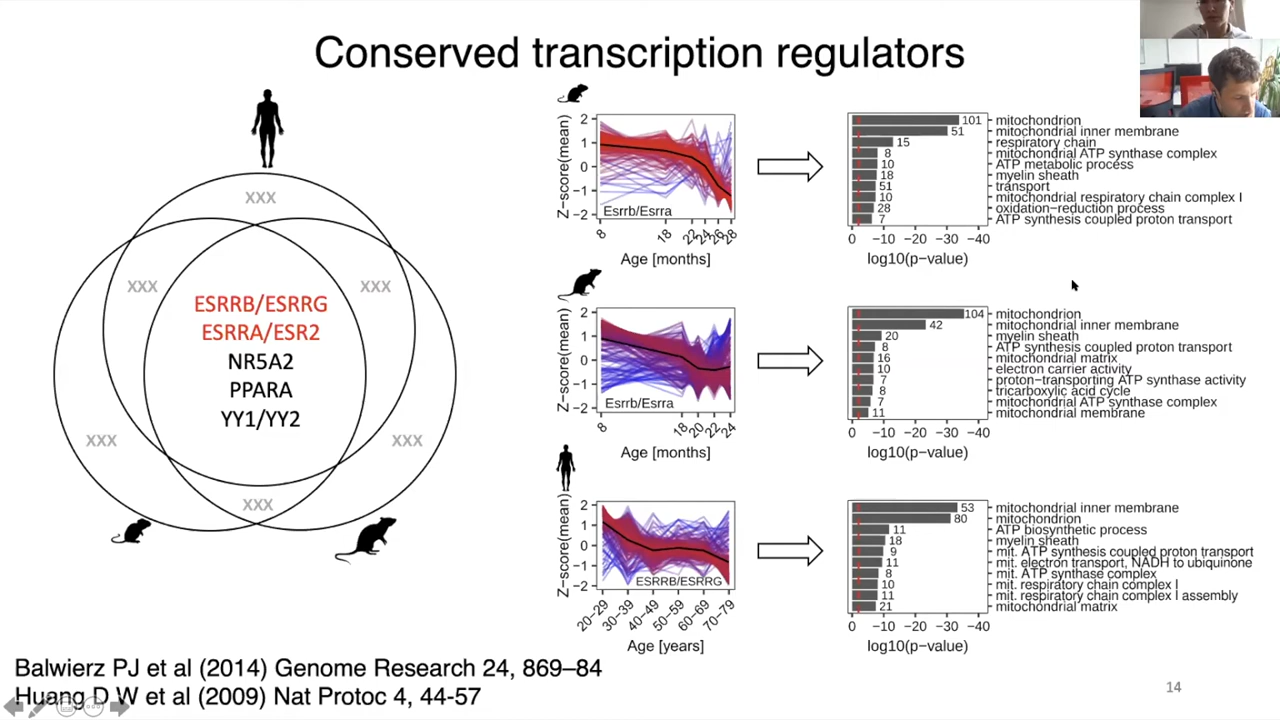 Conserved transcription regulators
XXX
XXX
XXX
ESRRB/ESRRG
ESRRA/ESR2
NR5A2
PPARA
YY1/YY2
XXX
XXX
XXX
Z−score(mean)
2
1
0
−1
−2
Errb/Esrra
8
18
22
24
26
28
Age [months]
101
mitochondrion
51
mitochondrial inner membrane
15
respiratory chain
8
mitochondrial ATP synthase complex
10
ATP metabolic process
18
myelin sheath
51
transport
10
mitochondrial respiratory chain complex I
28
oxidation−reduction process
7
ATP synthesis coupled proton transport
0 −10 −20 −30 −40
log10(p−value)
Z−score(mean)
2
1
0
−1
−2
Esrrb/Esrra
8
18
20
22
24
Age [months]
104
mitochondrion
42
mitochondrial inner membrane
20
myelin sheath
8
ATP synthesis coupled proton transport
16
mitochondrial matrix
10
electron carrier activity
7
proton−transporting ATP synthase activity
8
tricarboxylic acid cycle
7
mitochondrial ATP synthase complex
11
mitochondrial membrane
0 −10 −20 −30 −40
log10(p−value)
Z−score(mean)
2
1
0
−1
−2
ESRRB/ESRRG
20−29
30−39
40−49
50−59
60−69
70−79
Age [years]
53
mitochondrial inner membrane
80
mitochondrion
11
ATP biosynthetic process
18
myelin sheath
9
mit. ATP synthesis coupled proton transport
11
mit. electron transport, NADH to ubiquinone
8
mit. ATP synthase complex
10
mit. respiratory chain complex I
11
mit. respiratory chain complex I assembly
21
mitochondrial matrix
0 −10 −20 −30 −40
log10(p−value)
Balwierz PJ et al (2014) Genome Research 24, 869–84
Huang D W et al (2009) Nat Protoc 4, 44-57
14